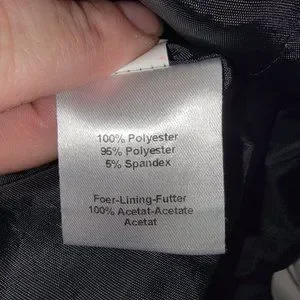 100% Polyester
95% Polyester
5% Spandex
Foer-Lining-Futter
100% Acetat-Acetate
Acetat